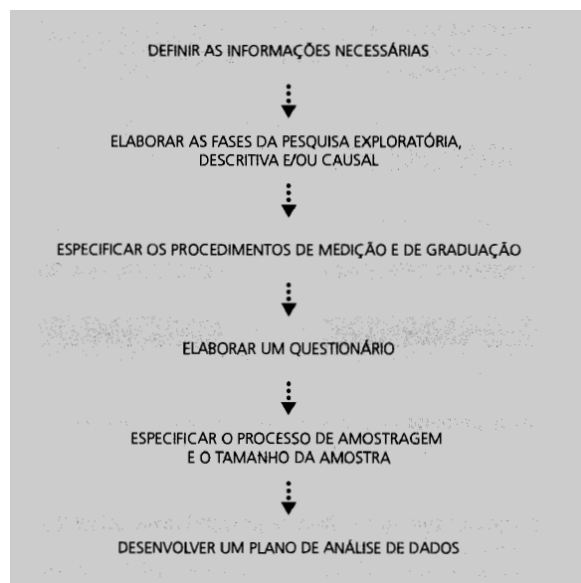 DEFINIR AS INFORMAÇÕES NECESSÁRIAS
ELABORAR AS FASES DA PESQUISA EXPLORATÓRIA,
DESCRITIVA E/OU CAUSAL
ESPECIFICAR OS PROCEDIMENTOS DE MEDIÇÃO E DE GRADUAÇÃO
ELABORAR UM QUESTIONÁRIO
ESPECIFICAR O PROCESSO DE AMOSTRAGEM
E O TAMANHO DA AMOSTRA
DESENVOLVER UM PLANO DE ANÁLISE DE DADOS